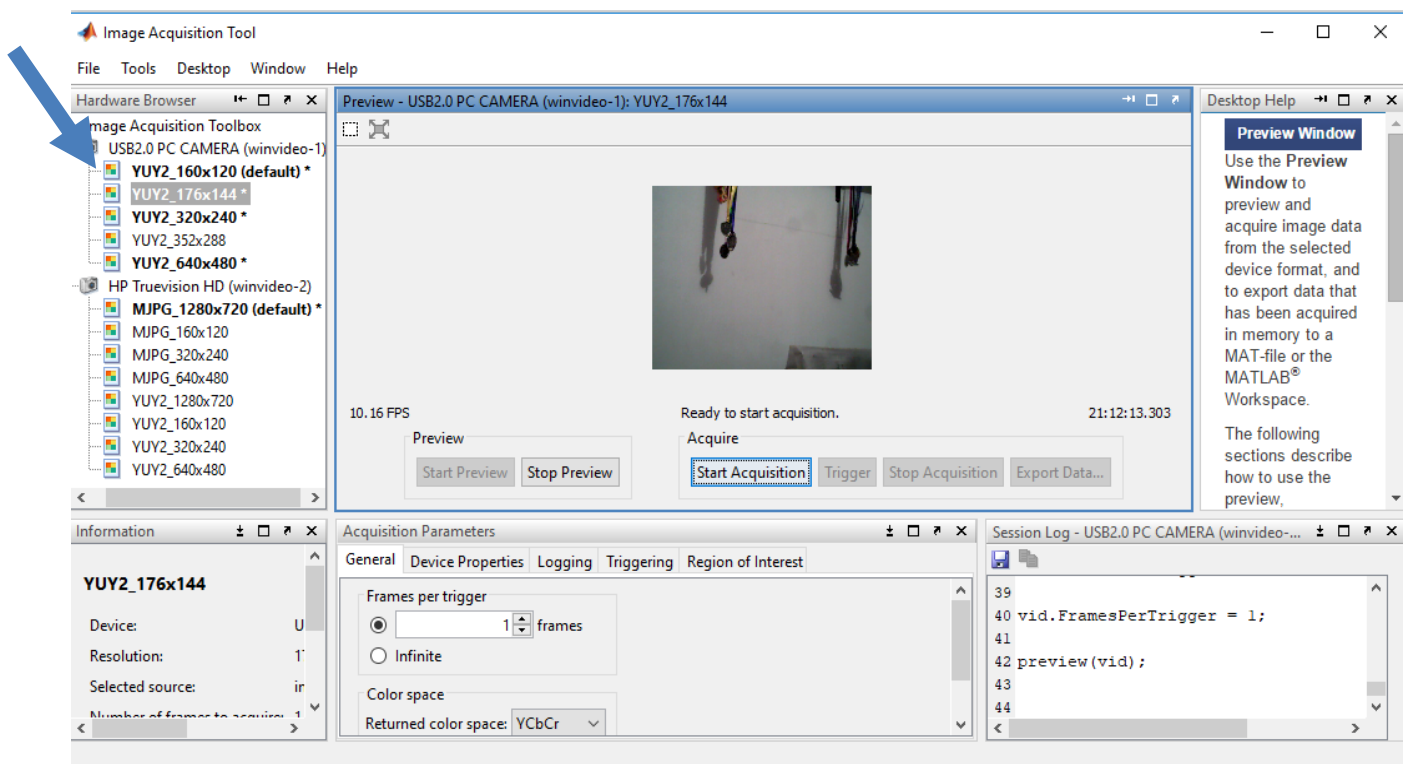 Image Acquisition Tool
File Tools Desktop Window Help
Hardware Browser
mage Acquisition Toolbox
USB2.0 PC CAMERA (winvideo-1)
YUY2_160x120 (default) *
YUY2_176x144 *
YUY2_320x240 *
YUY2_352x288
YUY2_640x480 *
HP Truevision HD (winvideo-2)
MJPG_1280x720 (default) *
MJPG_160x120
MJPG_320x240
MJPG_640x480
YUY2_1280x720
YUY2_160x120
YUY2_320x240
YUY2_640x480
Preview - USB2.0 PC CAMERA (winvideo-1): YUY2_176x144
10.16 FPS
Ready to start acquisition.
21:12:13.303
Preview
Start Preview Stop Preview
Acquire
Start Acquisition Trigger Stop Acquisition Export Data...
Desktop Help
Preview Window
Use the Preview
Window to
preview and
acquire image data
from the selected
device format, and
to export data that
has been acquired
in memory to a
MAT-file or the
MATLAB®
Workspace.
The following
sections describe
how to use the
preview,
Information
YUY2_176x144
Device: U
Resolution: 1
Selected source: in
Number of frames to acquire: 1
Acquisition Parameters
General Device Properties Logging Triggering Region of Interest
Frames per trigger
1 frames
Infinite
Color space
Returned color space: YCbCr
Session Log - USB2.0 PC CAMERA (winvideo-...
39
40 vid.FramesPerTrigger = 1;
41
42 preview(vid);
43
44